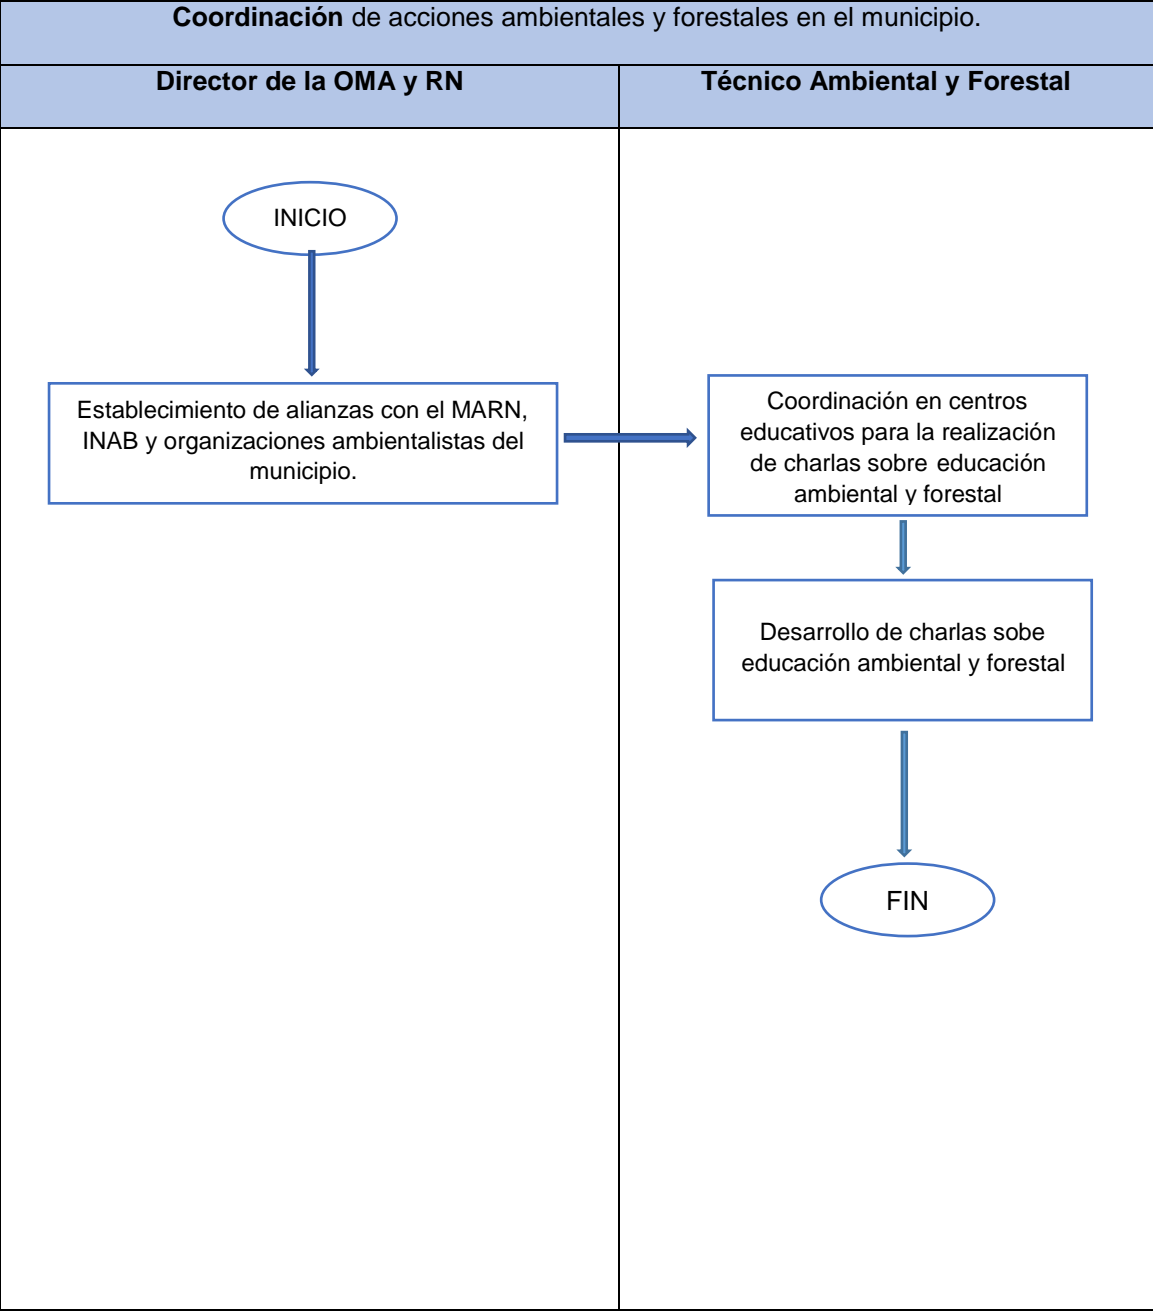 Coordinación de acciones ambientales y forestales en el municipio.
Director de la OMA y RN
Técnico Ambiental y Forestal
INICIO
Establecimiento de alianzas con el MARN,
INAB y organizaciones ambientalistas del
municipio.
Coordinación en centros
educativos para la realización
de charlas sobre educación
ambiental y forestal
Desarrollo de charlas sobe
educación ambiental y forestal
FIN